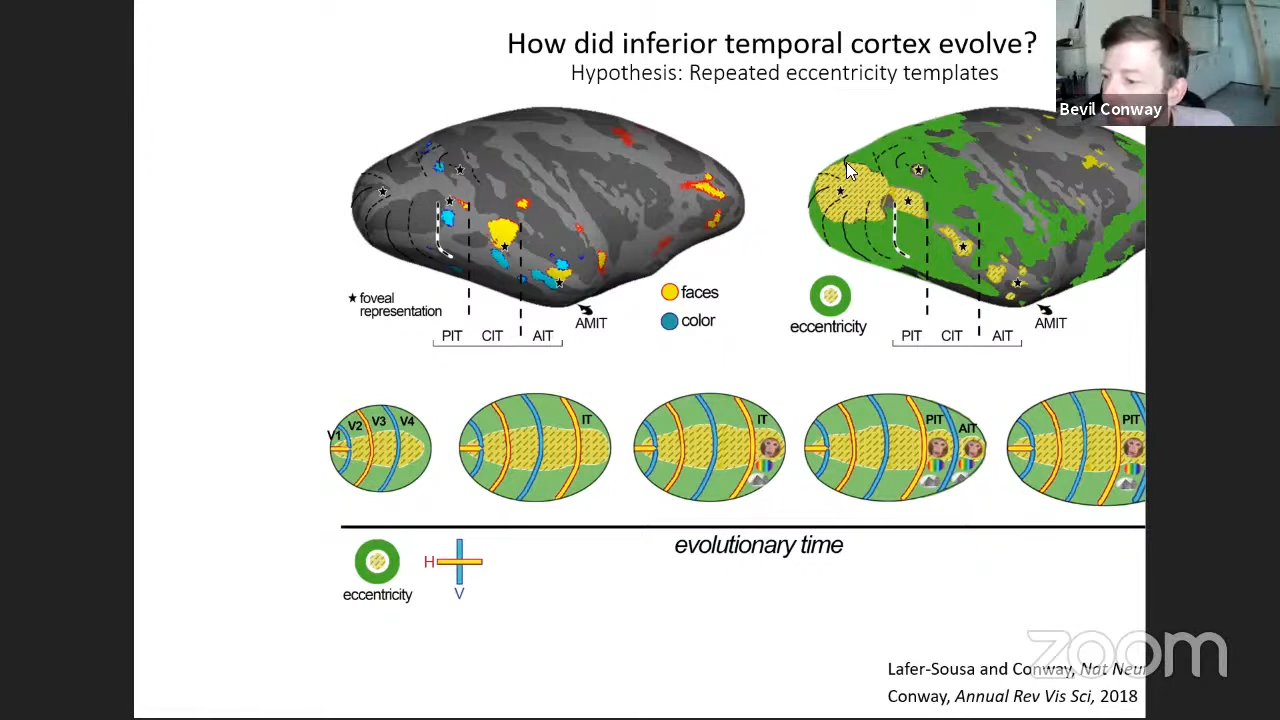 How did inferior temporal cortex evolve?
Hypothesis: Repeated eccentricity templates
Bevil Conway
★ foveal
representation
PIT CIT AIT
AMIT
faces
color
eccentricity
PIT CIT AIT
AMIT
V1 V2 V3 V4
IT
IT
PIT AIT
PIT
evolutionary time
eccentricity
H
V
zoom
Lafer-Sousa and Conway, Nat Neu
Conway, Annual Rev Vis Sci, 2018